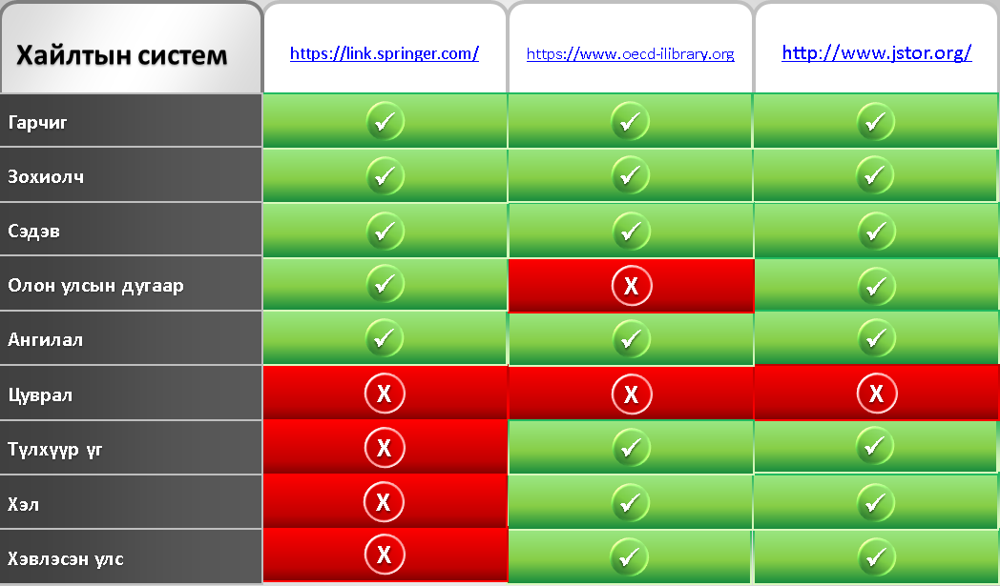 Хайлтын систем https://link.springer.com/ https://www.oecd-ilibrary.org http://www.jstor.org/
Гарчиг
Зохиолч
Сэдэв
Олон улсын дугаар X
Ангилал
Цуврал X X X
Түлхүүр үг X
Хэл X
Хэвлэсэн улс X